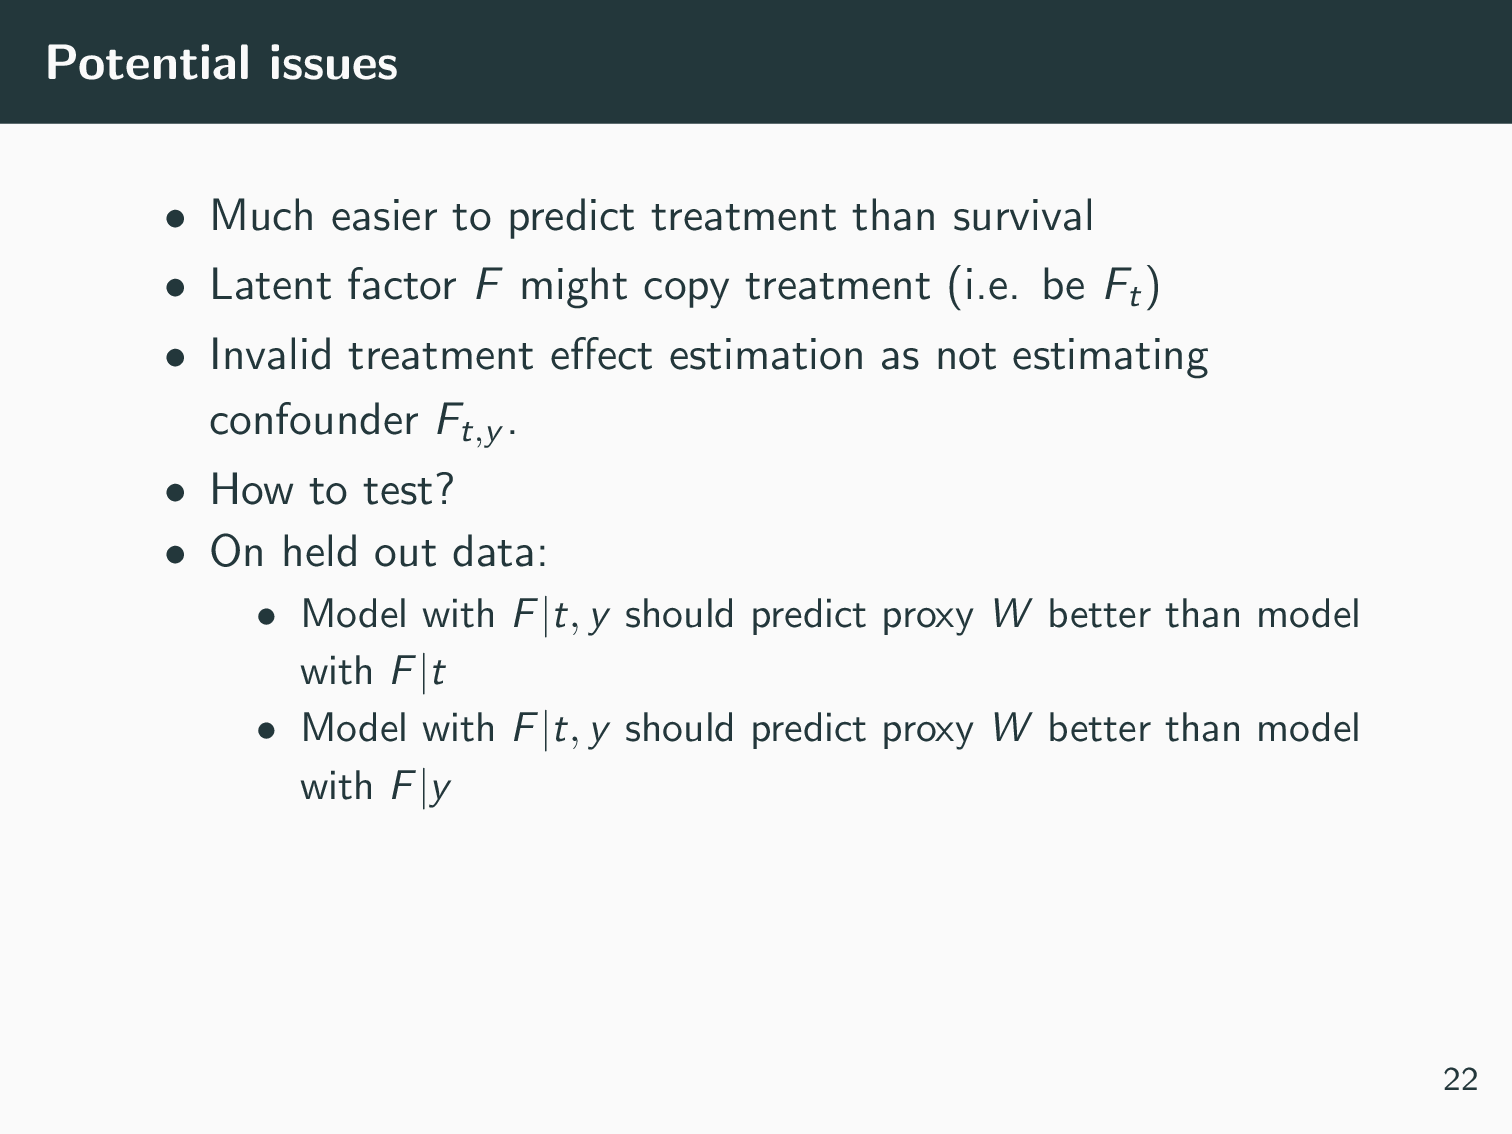 Potential issues
• Much easier to predict treatment than survival
• Latent factor F might copy treatment (i.e. be F_t)
• Invalid treatment effect estimation as not estimating
confounder F_{t,y}.
• How to test?
• On held out data:
• Model with F|t, y should predict proxy W better than model
with F|t
• Model with F|t, y should predict proxy W better than model
with F|y
22